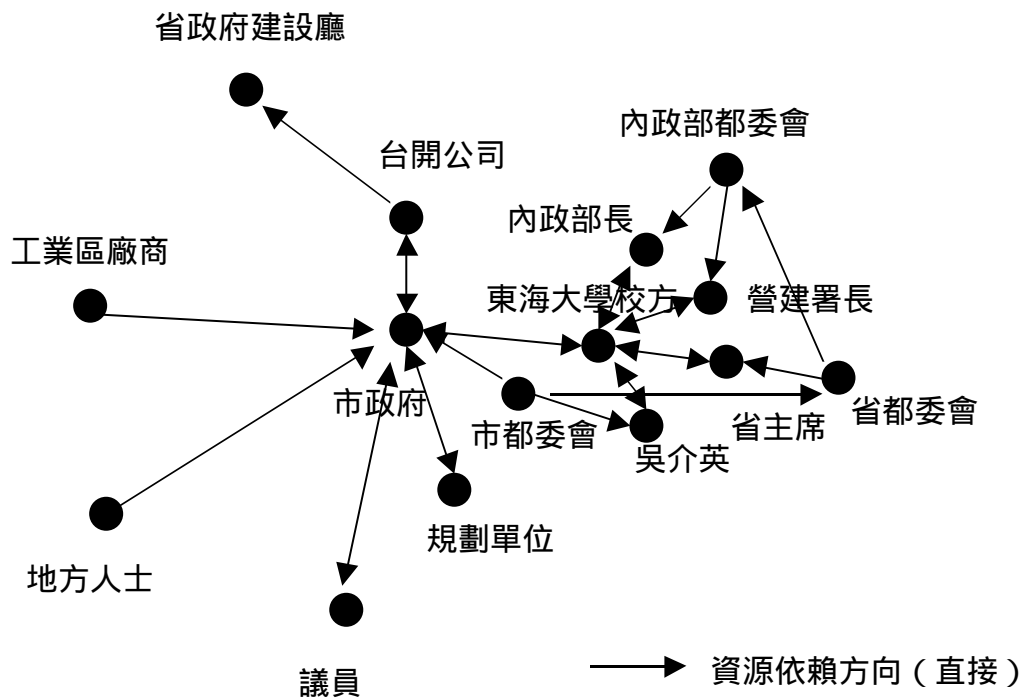 省政府建設廳
內政部都委會
台開公司
內政部長
工業區廠商
東海大學校方
營建署長
市政府
市都委會
省主席
省都委會
吳介英
規劃單位
地方人士
議員
資源依賴方向（直接）